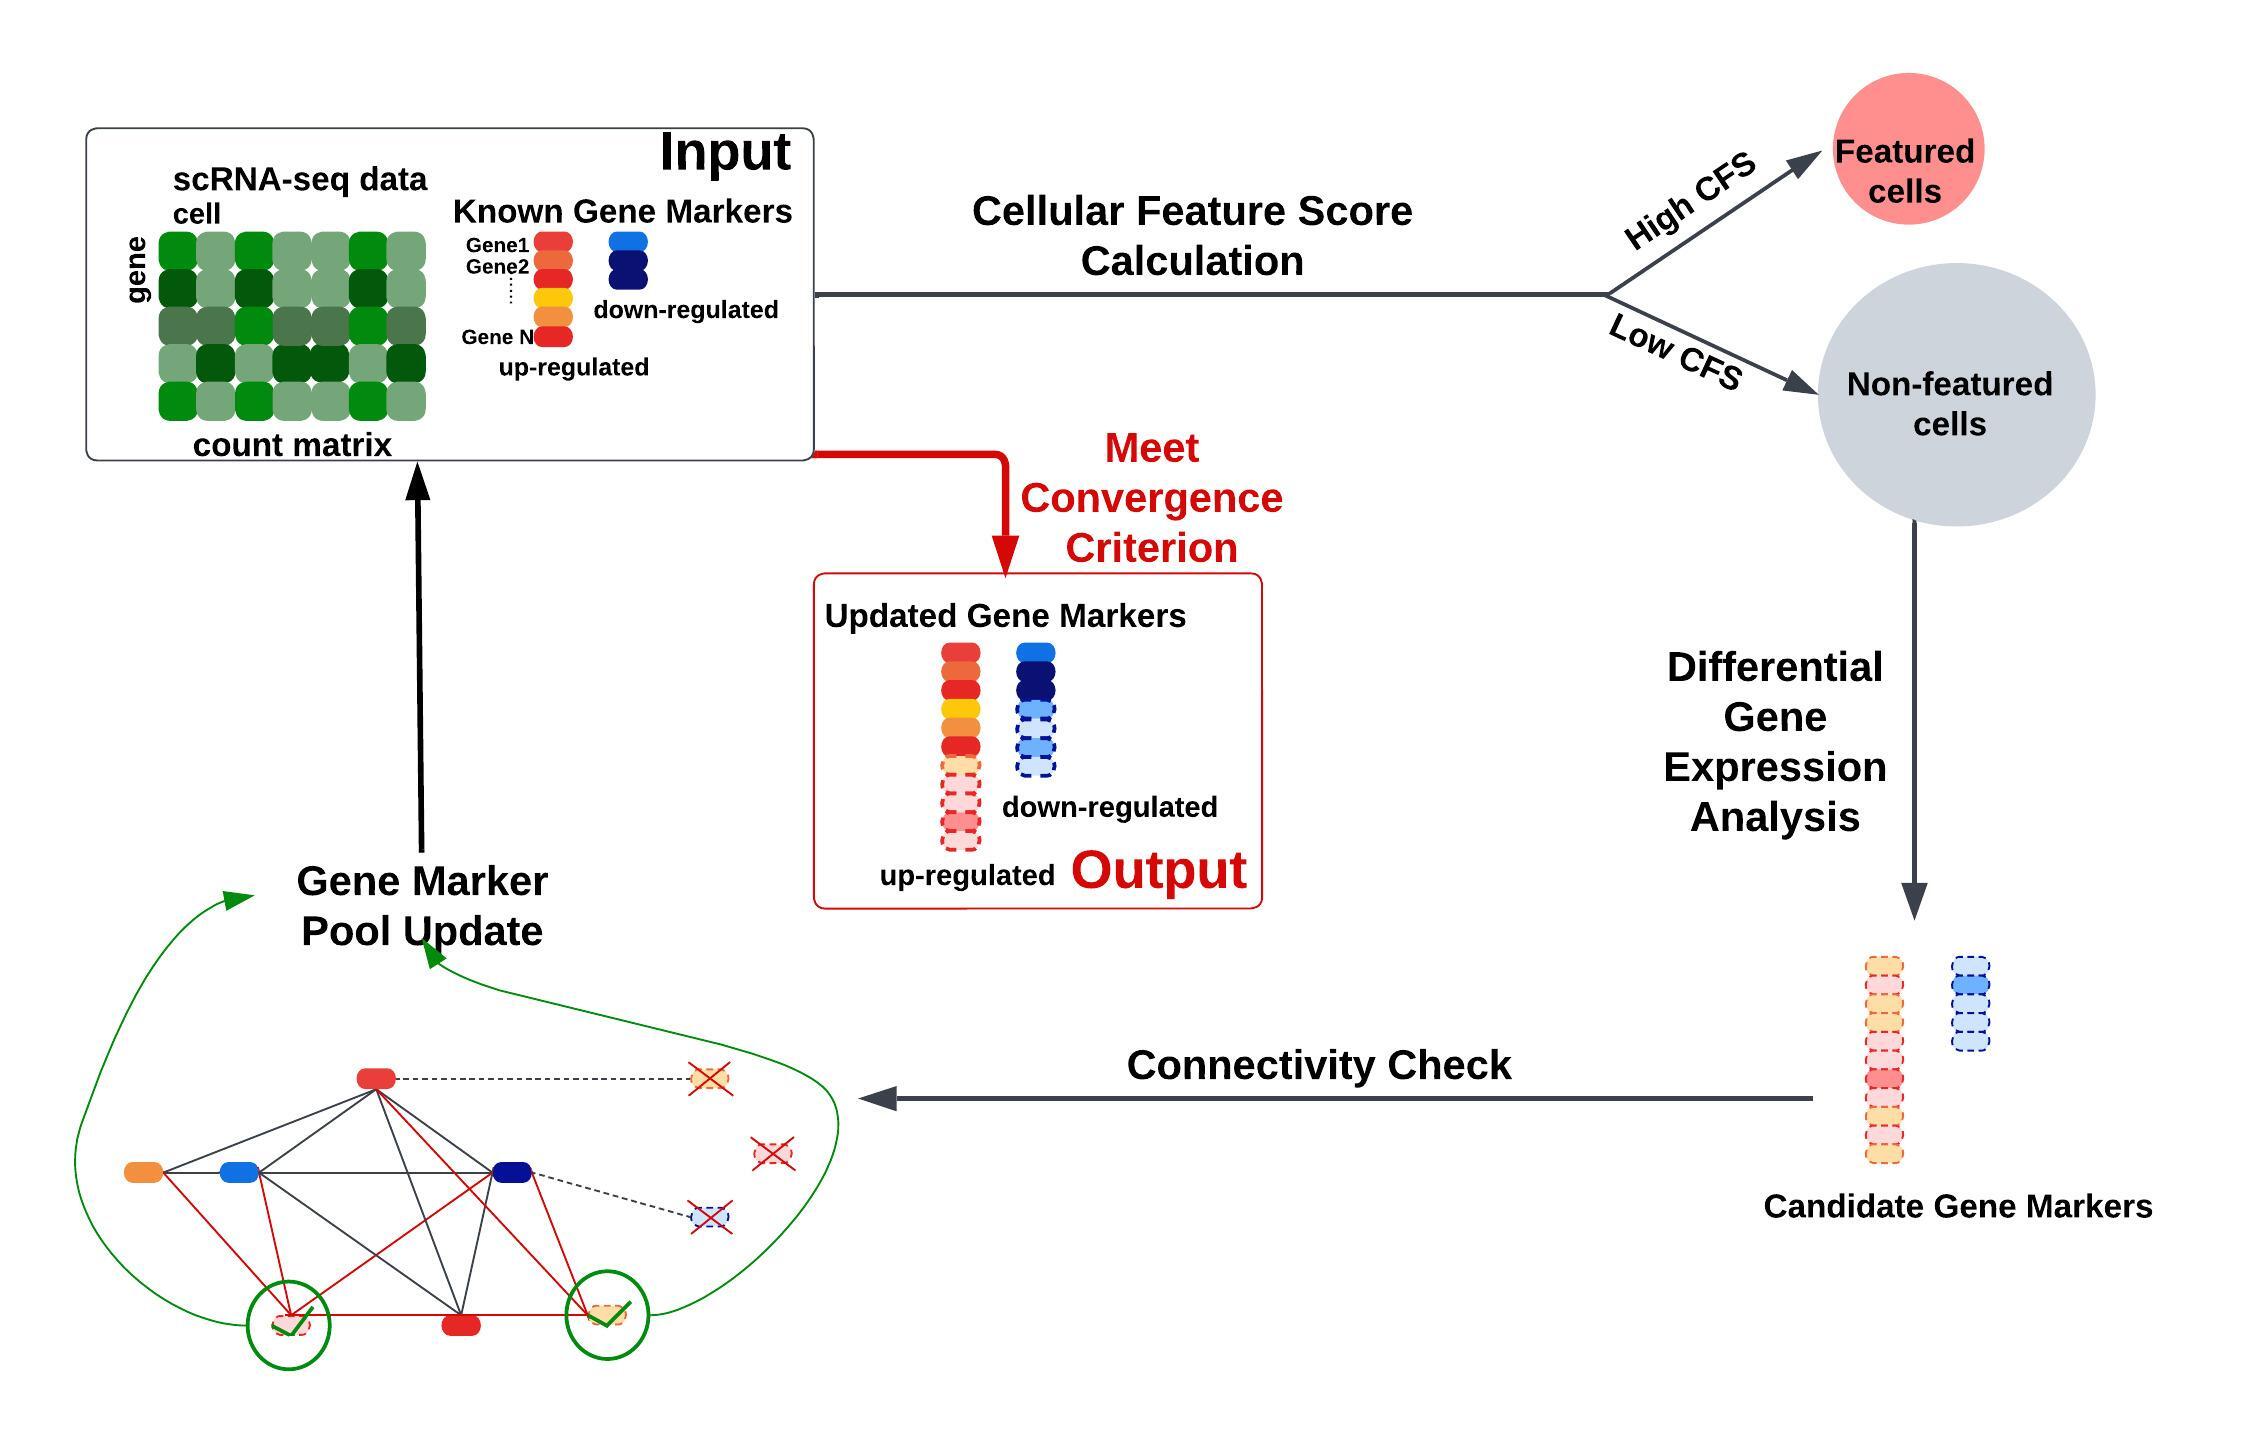 Input
scRNA-seq data
cell
gene
count matrix
Known Gene Markers
Gene1
Gene2
Gene N
up-regulated
down-regulated
Cellular Feature Score
Calculation
High CFS
Low CFS
Featured
cells
Non-featured
cells
Meet
Convergence
Criterion
Updated Gene Markers
down-regulated
up-regulated
Output
Differential
Gene
Expression
Analysis
Gene Marker
Pool Update
Connectivity Check
Candidate Gene Markers